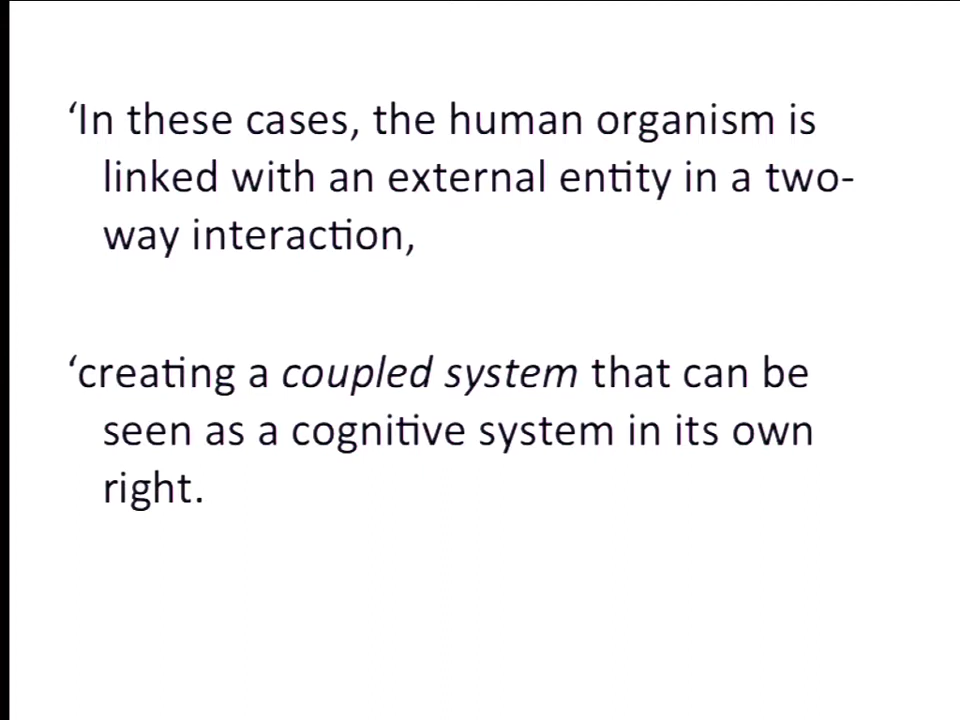 ‘In these cases, the human organism is
linked with an external entity in a two-
way interaction,
‘creating a coupled system that can be
seen as a cognitive system in its own
right.